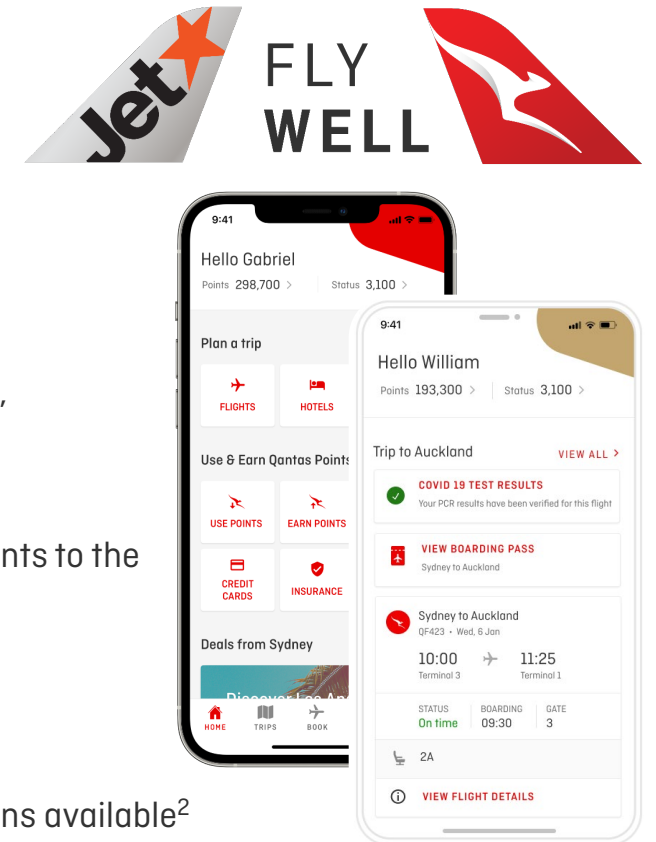 Jet
FLY
WELL
9:41
Hello Gabriel
Points 298,700 >
Status 3,100 >
Plan a trip
FLIGHTS
HOTELS
Use & Earn Qantas Points
USE POINTS
EARN POINTS
CREDIT
CARDS
INSURANCE
Deals from Sydney
HOME
TRIPS
BOOK
9:41
Hello William
Points 193,300 >
Status 3,100 >
Trip to Auckland
VIEW ALL >
COVID 19 TEST RESULTS
Your PCR results have been verified for this flight
VIEW BOARDING PASS
Sydney to Auckland
Sydney to Auckland
QF423 • Wed, 6 Jan
10:00
11:25
Terminal 3
Terminal 1
STATUS
BOARDING
GATE
On time
09:30
3
2A
VIEW FLIGHT DETAILS
,
nts to the
ns available²